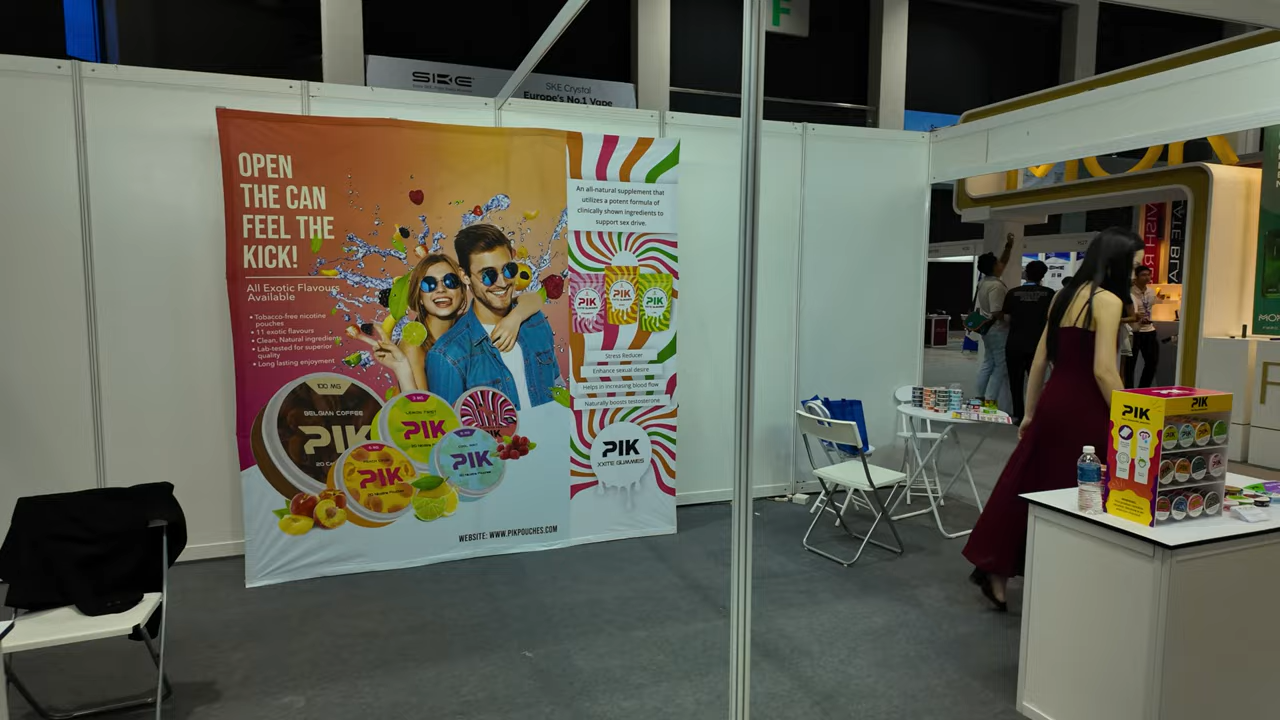 F
SKE
SKE Crystal
Europe's No.1 Vape
OPEN
THE CAN
FEEL THE
KICK!
All Exotic Flavours
Available
• Tobacco-free nicotine
pouches
• 11 exotic flavours
• Clean, Natural ingredients
• Lab-tested for superior
quality
• Long lasting enjoyment
100 MG
BELGIAN COFFEE
PIK
PIK
PIK
PIK
WEBSITE: WWW.PIKPOUCHES.COM
An all-natural supplement that
utilizes a potent formula of
clinically shown ingredients to
support sex drive.
PIK
PIK
PIK
Stress Reducer
Enhance sexual desire
Helps in increasing blood flow
Naturally boosts testosterone
PIK
XXITE GUMMIES
PIK
PIK